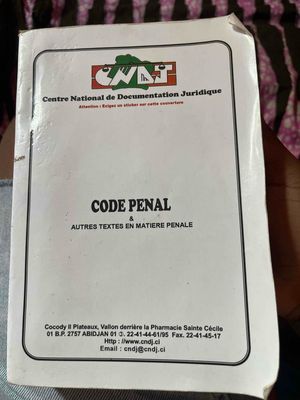 CNDJ
Centre National de Documentation Juridique
Attention : Exigez un sticker sur cette couverture
CODE PENAL
&
AUTRES TEXTES EN MATIERE PENALE
Cocody II Plateaux, Vallon derrière la Pharmacie Sainte Cécile
01 B.P. 2757 ABIDJAN 01 ✆. 22-41-44-61/95 Fax. 22-41-45-17
Http : //www.cndj.ci
Email : cndj@cndj.ci